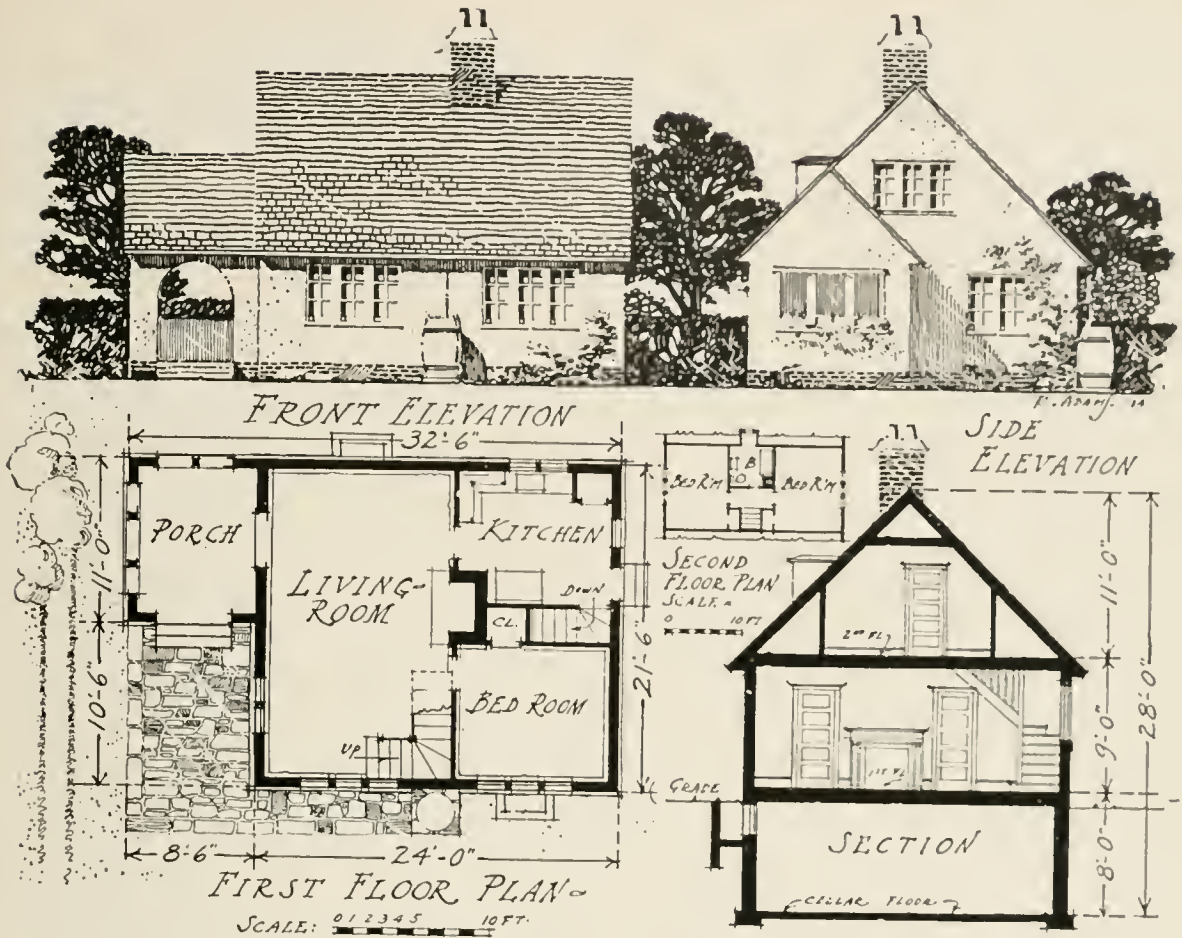 F. ADAMS. 14
FRONT ELEVATION
SIDE
ELEVATION
32'-6"
PORCH
LIVING-
ROOM
KITCHEN
DOWN
CL.
BED ROOM
UP
11'-0"
10'-6"
21'-6"
8'-6"
24'-0"
FIRST FLOOR PLAN
SCALE: 0 1 2 3 4 5 10 FT.
BED R'M
B
BED R'M
SECOND
FLOOR PLAN
SCALE
0 10 FT
2ND FL
1ST FL
GRADE
SECTION
CELLAR FLOOR
11'-0"
9'-0"
8'-0"
28'-0"